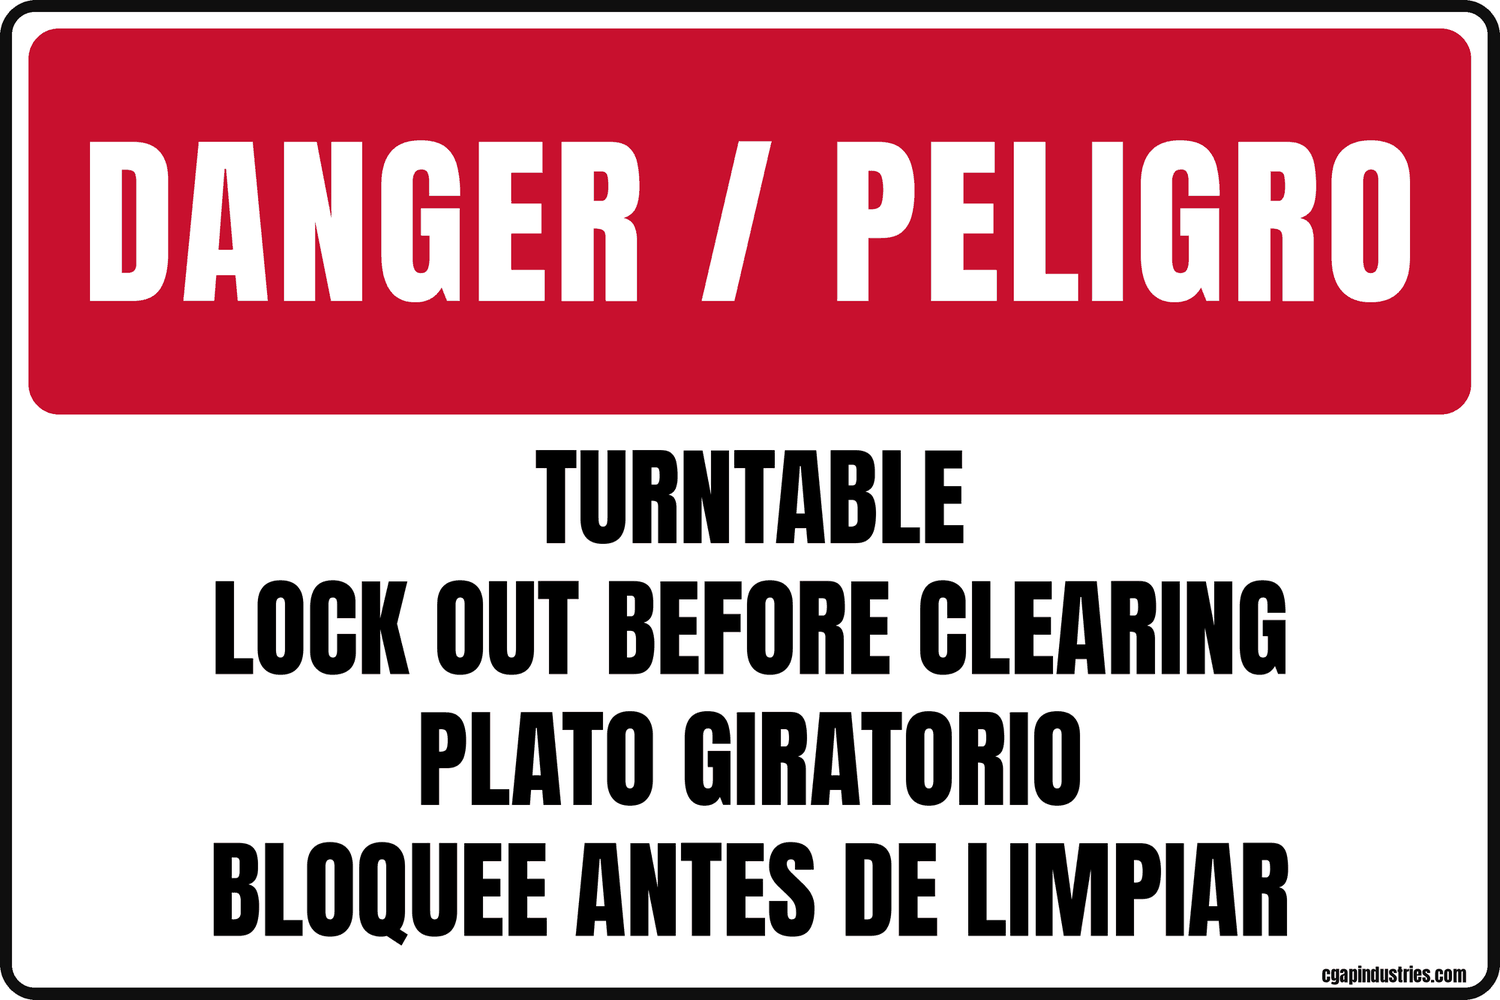 DANGER / PELIGRO
TURNTABLE
LOCK OUT BEFORE CLEARING
PLATO GIRATORIO
BLOQUEE ANTES DE LIMPIAR
cgapindustries.com